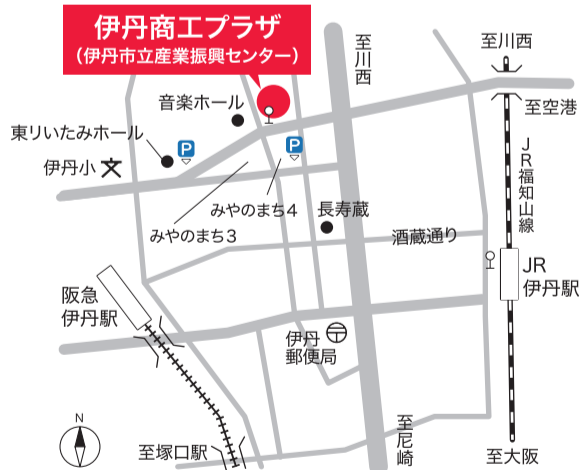 伊丹商工プラザ
（伊丹市立産業振興センター）
至川西
至川西
音楽ホール
至空港
東リいたみホール
P
P
伊丹小
文
JR福知山線
みやのまち4
みやのまち3
長寿蔵
酒蔵通り
JR
伊丹駅
阪急
伊丹駅
伊丹
郵便局
N
至尼崎
至塚口駅
至大阪